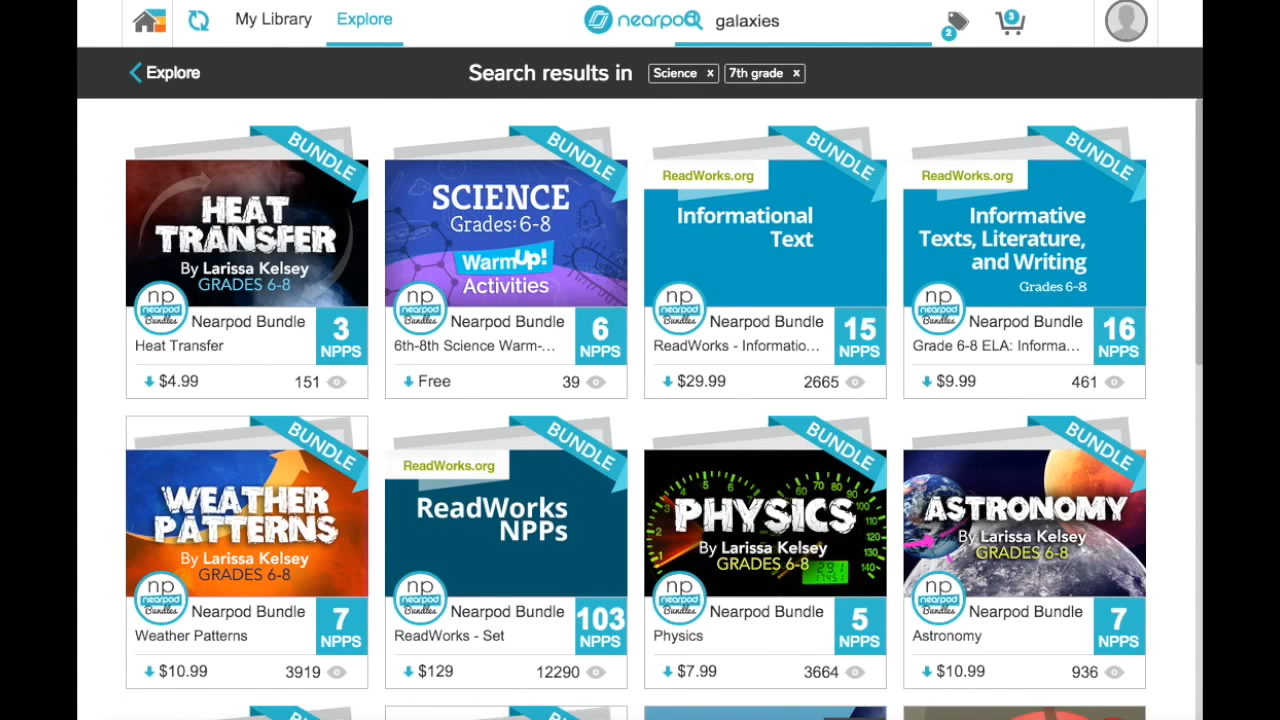 My Library
Explore
nearpod
galaxies
2
3
Explore
Search results in
Science x
7th grade x
BUNDLE
HEAT
TRANSFER
By Larissa Kelsey
GRADES 6-8
np
nearpod
Bundles
Nearpod Bundle
Heat Transfer
3
NPPS
$4.99
151
BUNDLE
SCIENCE
Grades: 6-8
WarmUp!
Activities
np
nearpod
Bundles
Nearpod Bundle
6th-8th Science Warm-...
6
NPPS
Free
39
BUNDLE
ReadWorks.org
Informational
Text
np
nearpod
Bundles
Nearpod Bundle
ReadWorks - Informatio...
15
NPPS
$29.99
2665
BUNDLE
ReadWorks.org
Informative
Texts, Literature,
and Writing
Grades 6-8
np
nearpod
Bundles
Nearpod Bundle
Grade 6-8 ELA: Informa...
16
NPPS
$9.99
461
BUNDLE
WEATHER
PATTERNS
By Larissa Kelsey
GRADES 6-8
np
nearpod
Bundles
Nearpod Bundle
Weather Patterns
7
NPPS
$10.99
3919
BUNDLE
ReadWorks.org
ReadWorks
NPPs
np
nearpod
Bundles
Nearpod Bundle
ReadWorks - Set
103
NPPS
$129
12290
BUNDLE
PHYSICS
By Larissa Kelsey
GRADES 6-8
np
nearpod
Bundles
Nearpod Bundle
Physics
5
NPPS
$7.99
3664
BUNDLE
ASTRONOMY
By Larissa Kelsey
GRADES 6-8
np
nearpod
Bundles
Nearpod Bundle
Astronomy
7
NPPS
$10.99
936